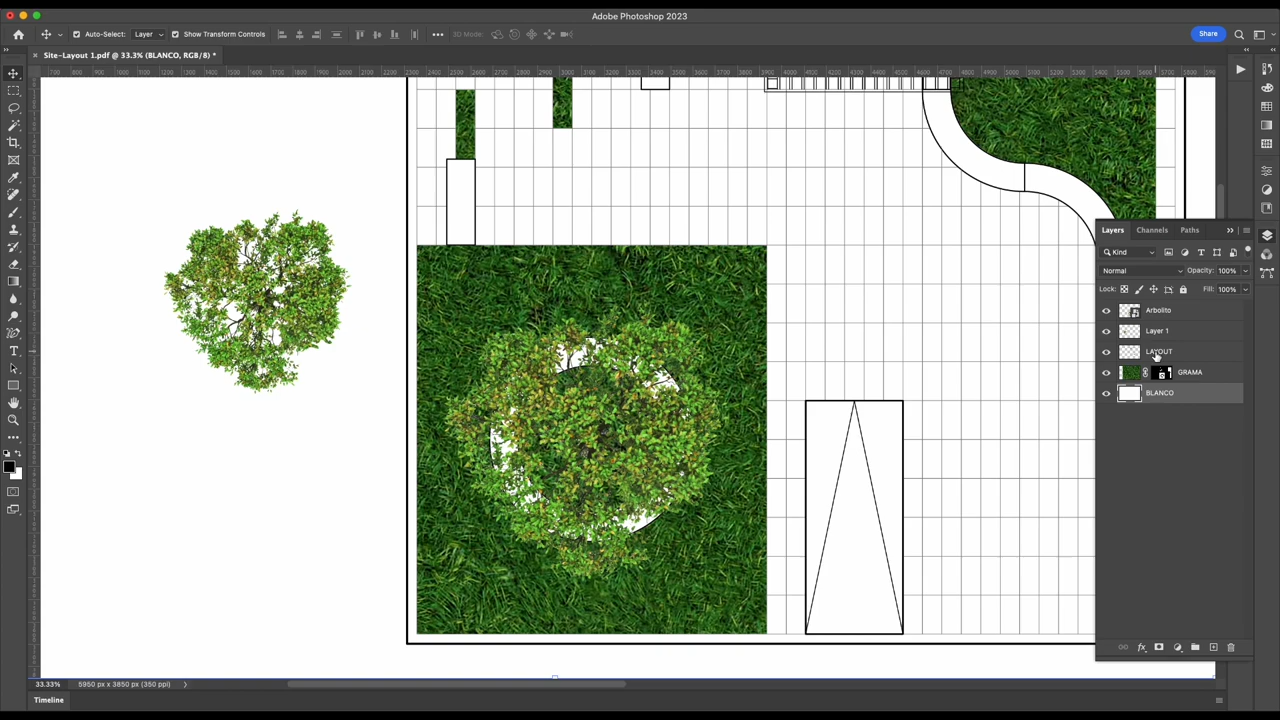 Adobe Photoshop 2023
Auto-Select: Layer Show Transform Controls 3D Mode: Share
Site-Layout 1.pdf @ 33.3% (BLANCO, RGB/8) *
Layers Channels Paths
Kind
Normal Opacity: 100%
Lock: Fill: 100%
Arbolito
Layer 1
LAYOUT
GRAMA
BLANCO
33.33% 5950 px x 3850 px (350 ppi)
Timeline